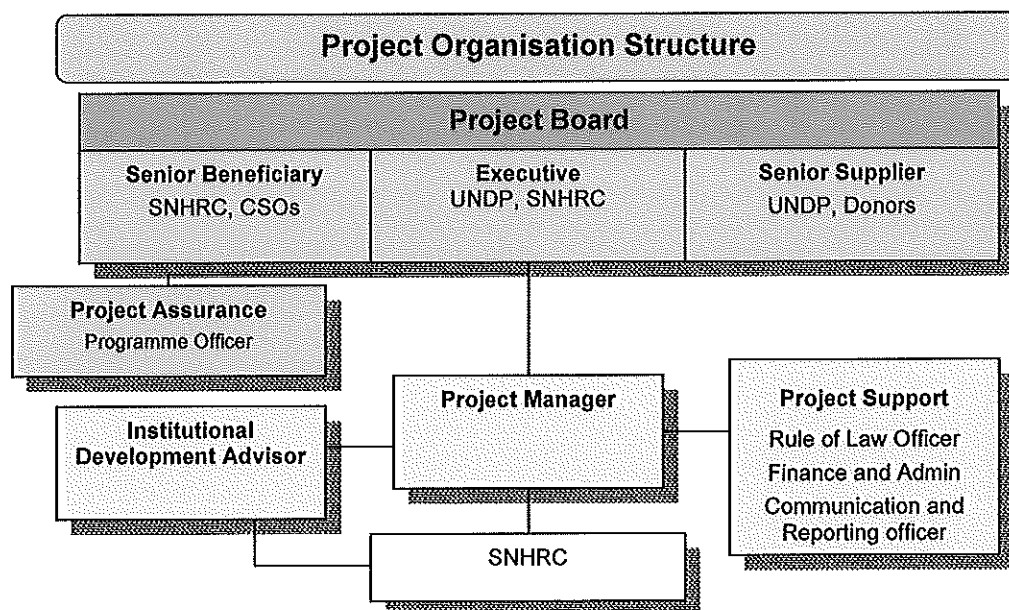 Project Organisation Structure
Project Board
Senior Beneficiary
SNHRC, CSOs
Executive
UNDP, SNHRC
Senior Supplier
UNDP, Donors
Project Assurance
Programme Officer
Project Manager
Institutional
Development Advisor
Project Support
Rule of Law Officer
Finance and Admin
Communication and
Reporting officer
SNHRC